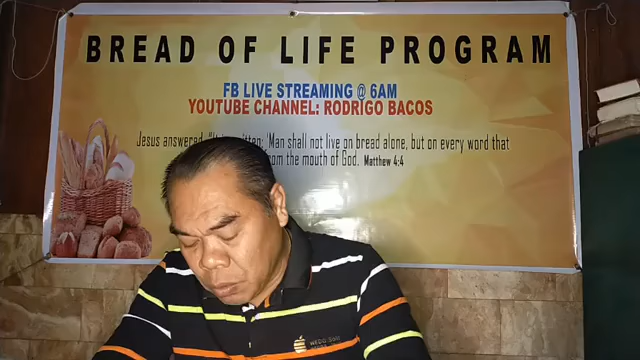 BREAD OF LIFE PROGRAM
FB LIVE STREAMING @ 6AM
YOUTUBE CHANNEL: RODRIGO BACOS
Jesus answered, 'Man shall not live on bread alone, but on every word that
from the mouth of God. Matthew 4:4